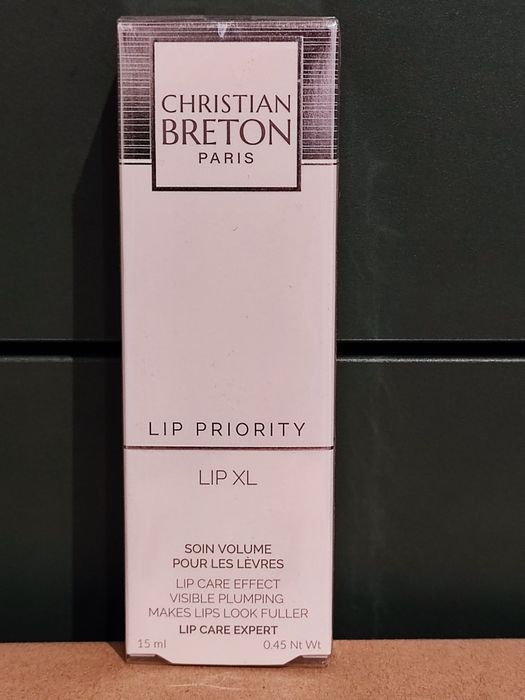 CHRISTIAN
BRETON
PARIS
LIP PRIORITY
LIP XL
SOIN VOLUME
POUR LES LÈVRES
LIP CARE EFFECT
VISIBLE PLUMPING
MAKES LIPS LOOK FULLER
LIP CARE EXPERT
15 ml 0.45 Nt Wt